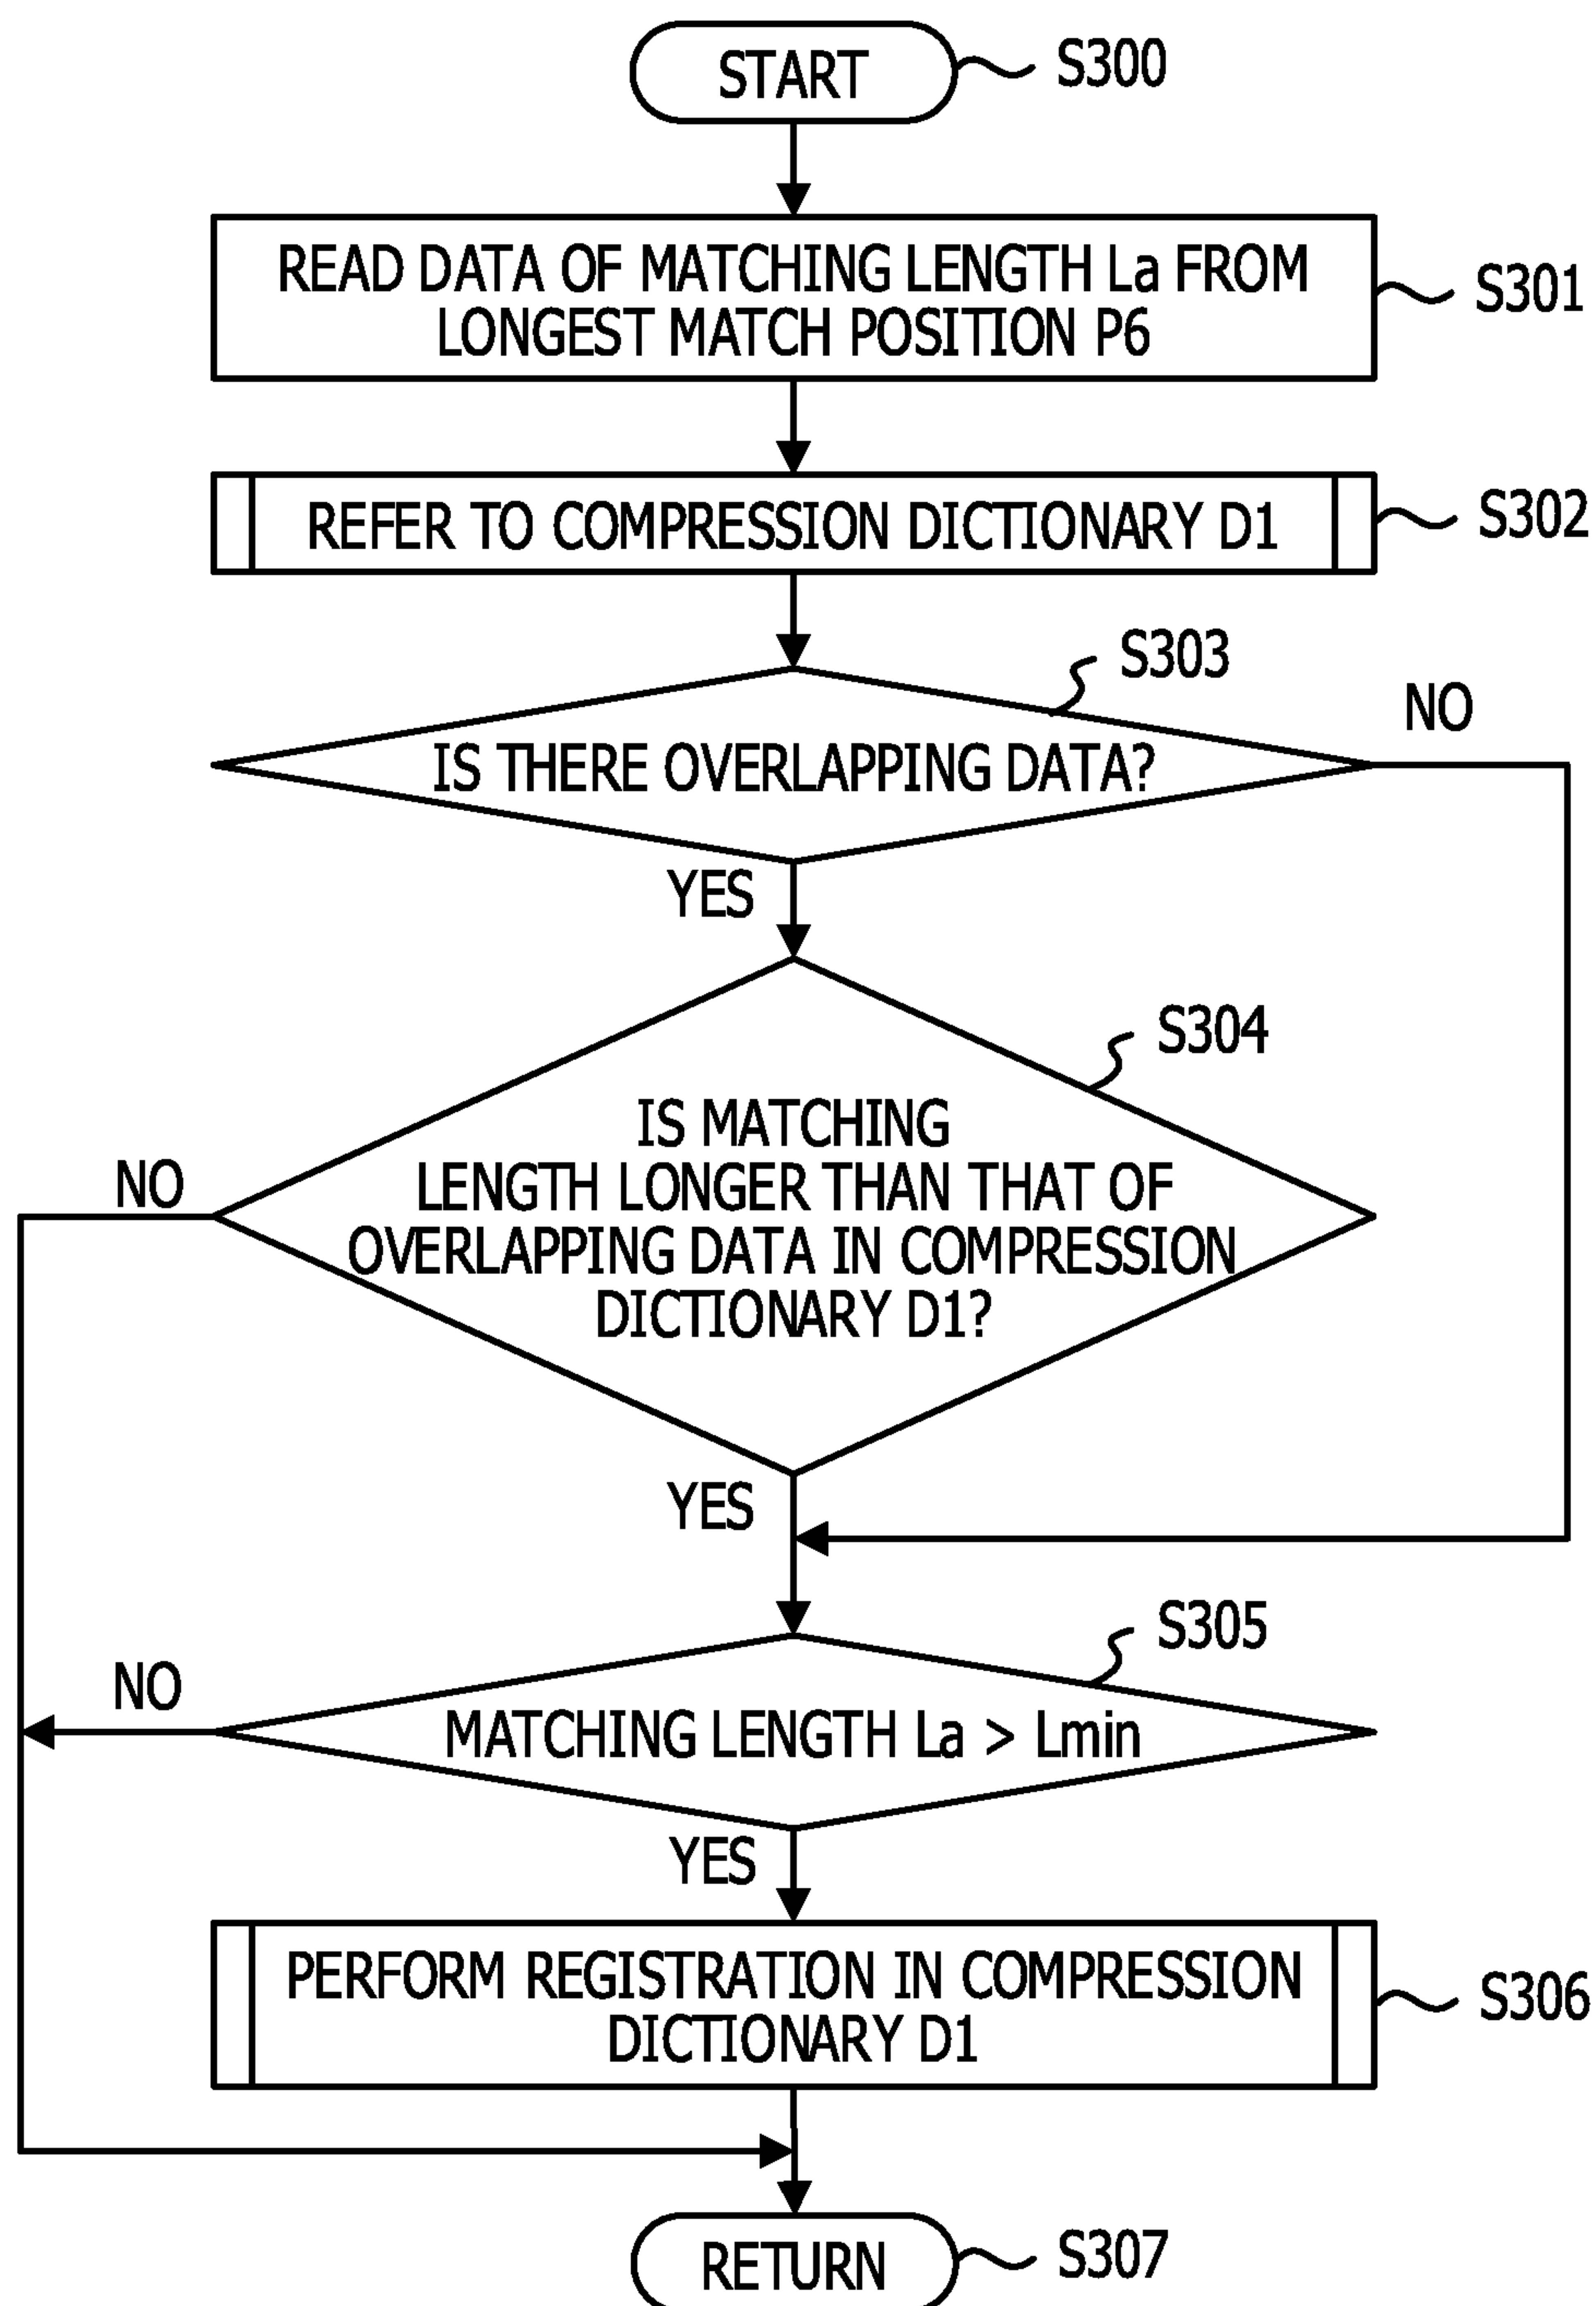 START
S300
READ DATA OF MATCHING LENGTH La FROM
LONGEST MATCH POSITION P6
S301
REFER TO COMPRESSION DICTIONARY D1
S302
S303
NO
IS THERE OVERLAPPING DATA?
YES
S304
IS MATCHING
LENGTH LONGER THAN THAT OF
OVERLAPPING DATA IN COMPRESSION
DICTIONARY D1?
NO
YES
S305
NO
MATCHING LENGTH La > Lmin
YES
PERFORM REGISTRATION IN COMPRESSION
DICTIONARY D1
S306
RETURN
S307